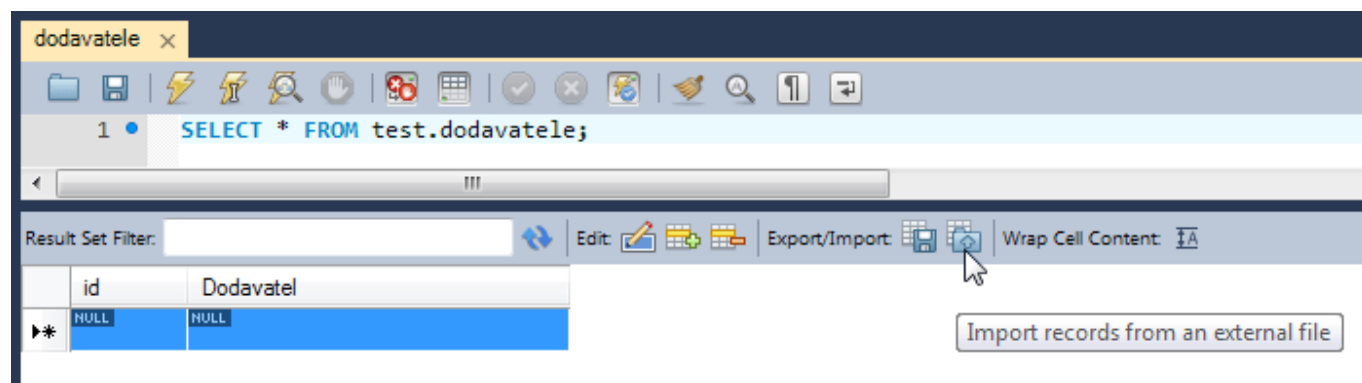 dodavatele ×
1 SELECT * FROM test.dodavatele;
Result Set Filter: Edit: Export/Import: Wrap Cell Content: IA
id Dodavatel
NULL NULL
Import records from an external file